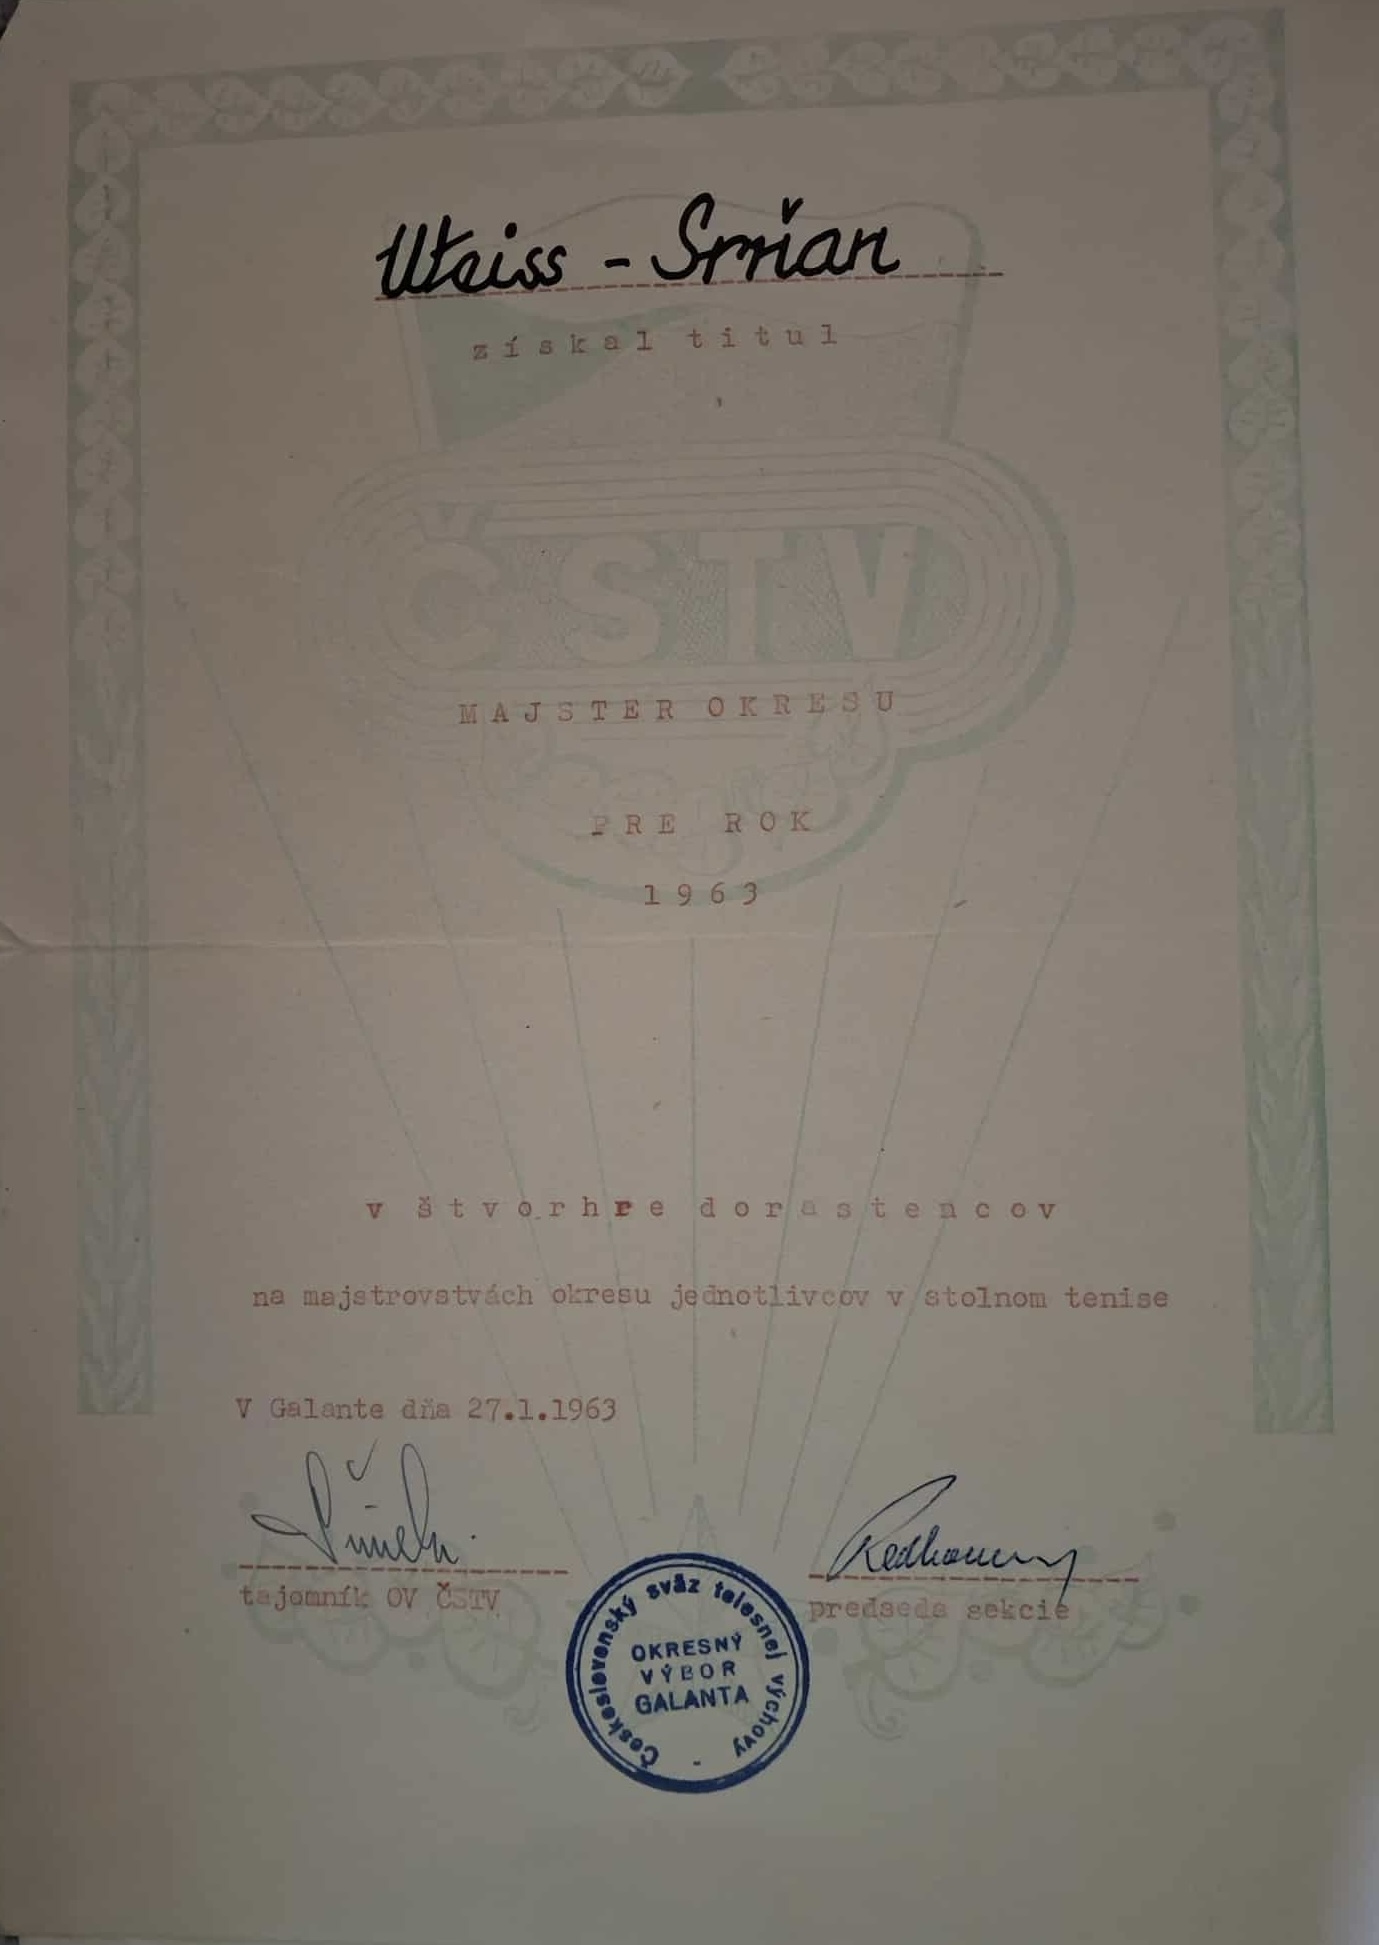 Weiss - Smrian
získal titul
ČSTV
MAJSTER OKRESU
PRE ROK
1963
v štvorhre dorastencov
na majstrovstvách okresu jednotlivcov v stolnom tenise
V Galante dňa 27.1.1963
tajomník OV ČSTV
predseda sekcie
Československý sväz telesnej výchovy -
OKRESNÝ
VÝBOR
GALANTA